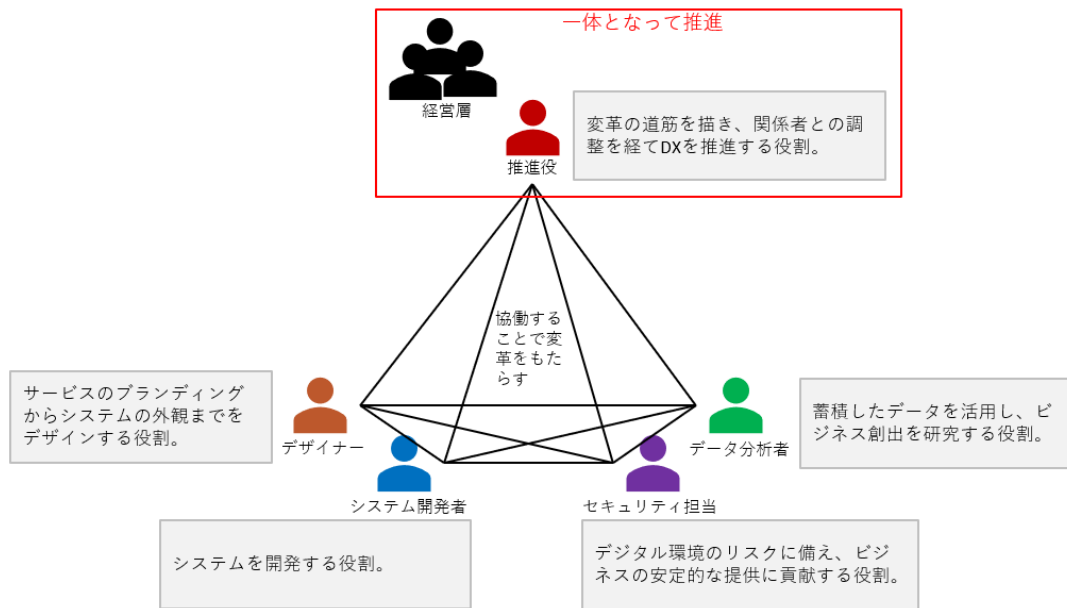 一体となって推進
経営層
変革の道筋を描き、関係者との調
整を経てDXを推進する役割。
推進役
協働する
ことで変
革をもた
らす
サービスのブランディング
からシステムの外観までを
デザインする役割。
デザイナー
データ分析者
蓄積したデータを活用し、ビ
ジネス創出を研究する役割。
システム開発者
セキュリティ担当
システムを開発する役割。
デジタル環境のリスクに備え、ビジ
ネスの安定的な提供に貢献する役割。